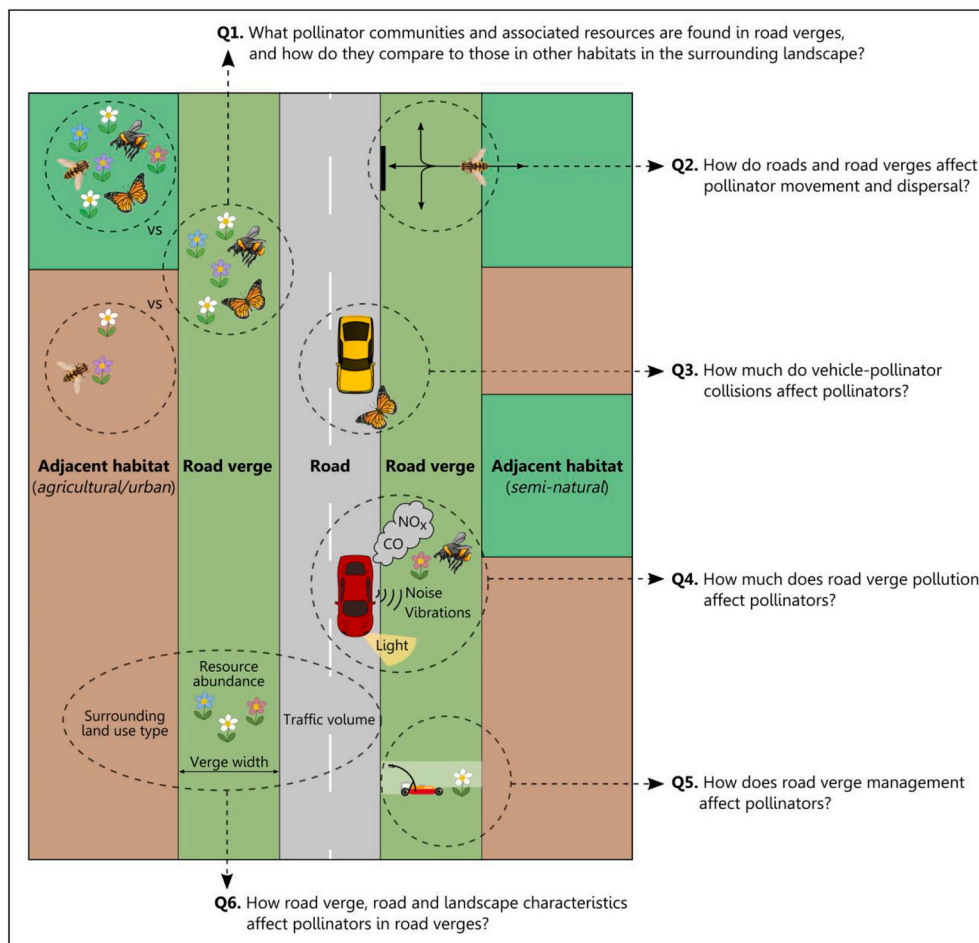 Q1. What pollinator communities and associated resources are found in road verges,
and how do they compare to those in other habitats in the surrounding landscape?
vs
vs
Q2. How do roads and road verges affect
pollinator movement and dispersal?
Q3. How much do vehicle-pollinator
collisions affect pollinators?
Adjacent habitat
(agricultural/urban)
Road verge
Road
Road verge
Adjacent habitat
(semi-natural)
NOx
CO
Noise
Vibrations
Light
Q4. How much does road verge pollution
affect pollinators?
Resource
abundance
Surrounding
land use type
Traffic volume
Verge width
Q5. How does road verge management
affect pollinators?
Q6. How road verge, road and landscape characteristics
affect pollinators in road verges?